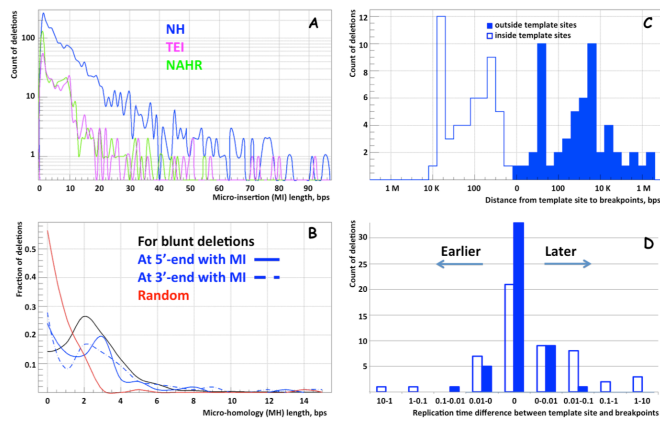 A
NH
TEI
NAHR
Count of deletions
100
10
1
0 10 20 30 40 50 60 70 80 90
Micro-insertion (MI) length, bps
C
outside template sites
inside template sites
Count of deletions
12
10
8
6
4
2
1 M 10 K 100 0 100 10 K 1 M
Distance from template site to breakpoints, bps
B
For blunt deletions
At 5'-end with MI
At 3'-end with MI
Random
Fraction of deletions
0.5
0.4
0.3
0.2
0.1
0 2 4 6 8 10 12 14
Micro-homology (MH) length, bps
D
Earlier Later
Count of deletions
30
25
20
15
10
5
10-1 1-0.1 0.1-0.01 0.01-0 0 0-0.01 0.01-0.1 0.1-1 1-10
Replication time difference between template site and breakpoints